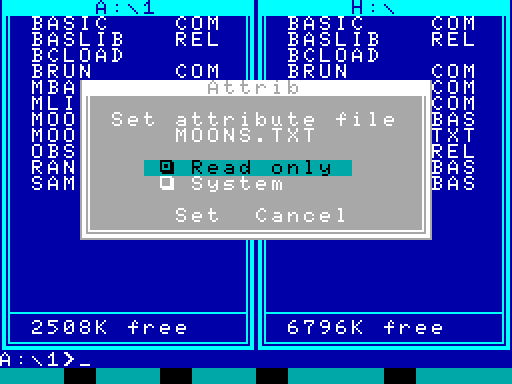 A:\1 H:\
BASIC COM BASIC COM
BASLIB REL BASLIB REL
BCLOAD BCLOAD
BRUN COM BRUN COM
MBA COM
Attrib
MLI COM
MOO BAS
Set attribute file
MOO TXT
MOONS.TXT
OBS REL
RAN BAS
Read only
SAM BAS
System
Set Cancel
2508K free 6796K free
A:\1>_